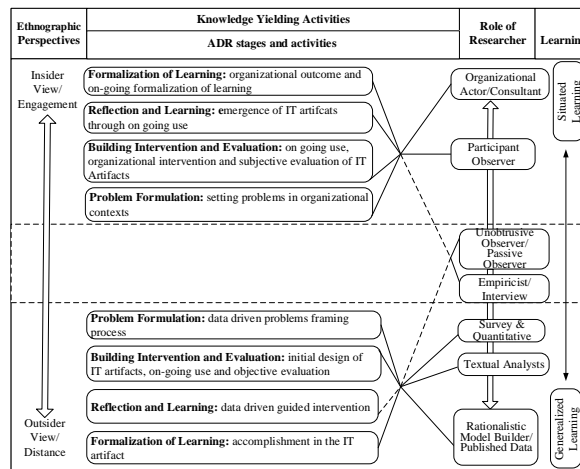 Ethnographic
Perspectives
Knowledge Yielding Activities
ADR stages and activities
Role of
Researcher
Learning
Insider
View/
Engagement
Formalization of Learning: organizational outcome and
on-going formalization of learning
Reflection and Learning: emergence of IT artifcats
through on going use
Building Intervention and Evaluation: on going use,
organizational intervention and subjective evaluation of IT
Artifacts
Problem Formulation: setting problems in organizational
contexts
Organizational
Actor/Consultant
Participant
Observer
Situated
Learning
Unobtrusive
Observer/
Passive
Observer
Empiricist/
Interview
Problem Formulation: data driven problems framing
process
Building Intervention and Evaluation: initial design of
IT artifacts, on-going use and objective evaluation
Reflection and Learning: data driven guided intervention
Formalization of Learning: accomplishment in the IT
artifact
Survey &
Quantitative
Textual Analysts
Rationalistic
Model Builder/
Published Data
Outsider
View/
Distance
Generealized
Learning